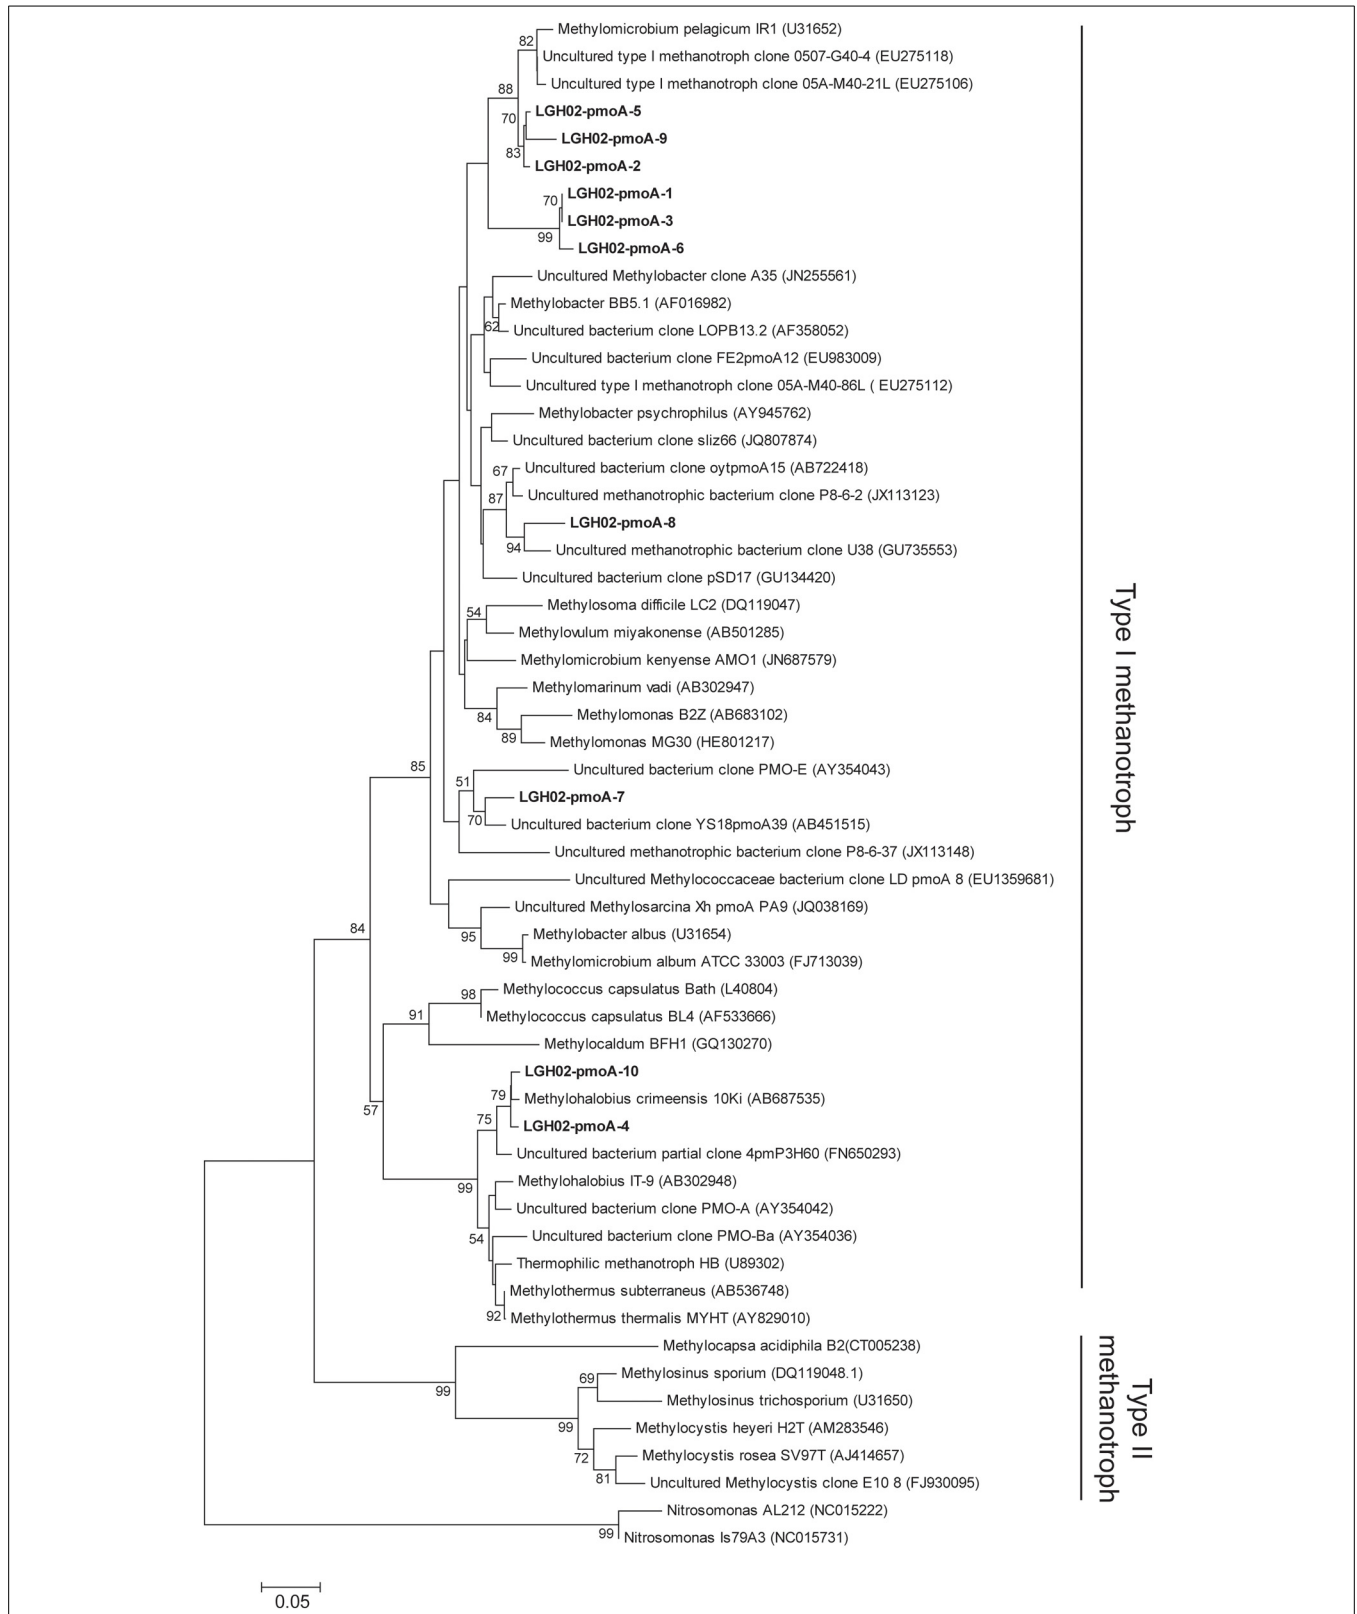 Methylomicrobium pelagicum IR1 (U31652)
82
Uncultured type I methanotroph clone 0507-G40-4 (EU275118)
Uncultured type I methanotroph clone 05A-M40-21L (EU275106)
88
LGH02-pmoA-5
70
LGH02-pmoA-9
83
LGH02-pmoA-2
LGH02-pmoA-1
70
LGH02-pmoA-3
99
LGH02-pmoA-6
Uncultured Methylobacter clone A35 (JN255561)
Methylobacter BB5.1 (AF016982)
62
Uncultured bacterium clone LOPB13.2 (AF358052)
Uncultured bacterium clone FE2pmoA12 (EU983009)
Uncultured type I methanotroph clone 05A-M40-86L ( EU275112)
Methylobacter psychrophilus (AY945762)
Uncultured bacterium clone sliz66 (JQ807874)
67
Uncultured bacterium clone oytpmoA15 (AB722418)
87
Uncultured methanotrophic bacterium clone P8-6-2 (JX113123)
LGH02-pmoA-8
94
Uncultured methanotrophic bacterium clone U38 (GU735553)
Uncultured bacterium clone pSD17 (GU134420)
54
Methylosoma difficile LC2 (DQ119047)
Methylovulum miyakonense (AB501285)
Methylomicrobium kenyense AMO1 (JN687579)
Methylomarinum vadi (AB302947)
84
Methylomonas B2Z (AB683102)
89
Methylomonas MG30 (HE801217)
85
Uncultured bacterium clone PMO-E (AY354043)
51
LGH02-pmoA-7
70
Uncultured bacterium clone YS18pmoA39 (AB451515)
Uncultured methanotrophic bacterium clone P8-6-37 (JX113148)
Uncultured Methylococcaceae bacterium clone LD pmoA 8 (EU1359681)
Uncultured Methylosarcina Xh pmoA PA9 (JQ038169)
84
95
Methylobacter albus (U31654)
99
Methylomicrobium album ATCC 33003 (FJ713039)
98
Methylococcus capsulatus Bath (L40804)
91
Methylococcus capsulatus BL4 (AF533666)
Methylocaldum BFH1 (GQ130270)
LGH02-pmoA-10
57
79
Methylohalobius crimeensis 10Ki (AB687535)
75
LGH02-pmoA-4
Uncultured bacterium partial clone 4pmP3H60 (FN650293)
99
Methylohalobius IT-9 (AB302948)
Uncultured bacterium clone PMO-A (AY354042)
54
Uncultured bacterium clone PMO-Ba (AY354036)
Thermophilic methanotroph HB (U89302)
Methylothermus subterraneus (AB536748)
92
Methylothermus thermalis MYHT (AY829010)
Methylocapsa acidiphila B2(CT005238)
99
69
Methylosinus sporium (DQ119048.1)
Methylosinus trichosporium (U31650)
99
Methylocystis heyeri H2T (AM283546)
72
Methylocystis rosea SV97T (AJ414657)
81
Uncultured Methylocystis clone E10 8 (FJ930095)
Nitrosomonas AL212 (NC015222)
99
Nitrosomonas Is79A3 (NC015731)
0.05
Type I methanotroph
Type II
methanotroph